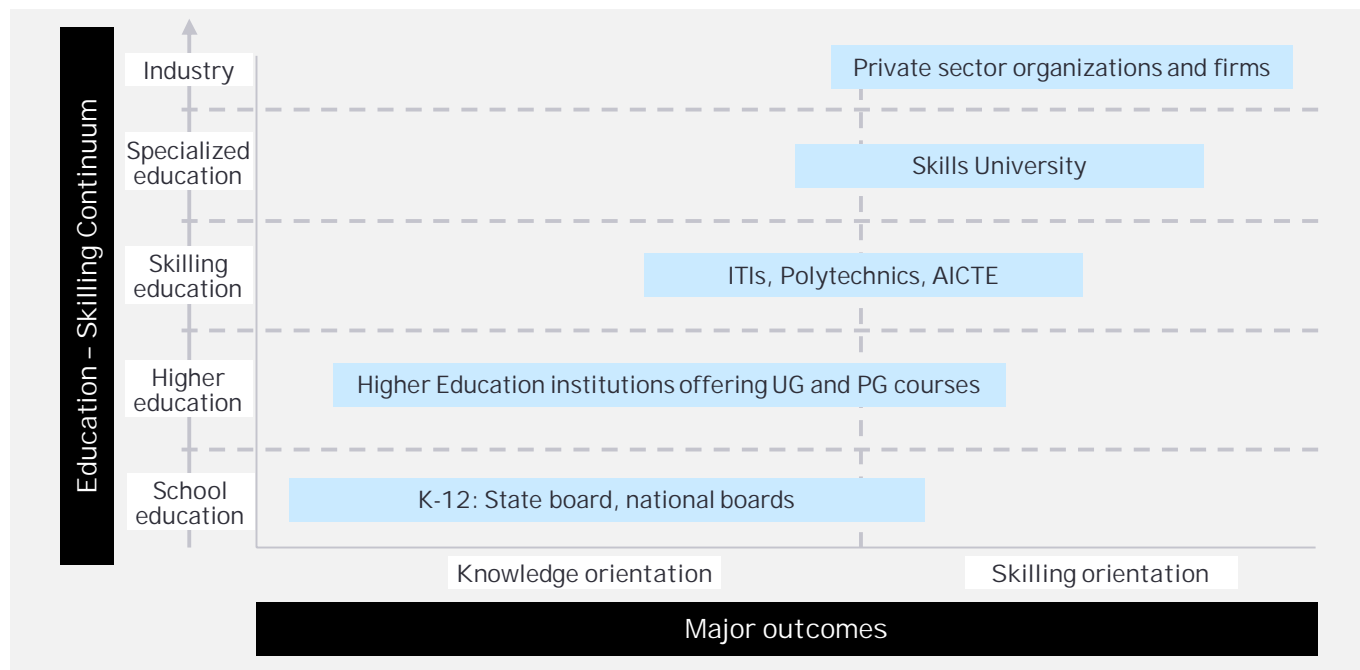 Education – Skilling Continuum
Industry
Private sector organizations and firms
Specialized
education
Skills University
Skilling
education
ITIs, Polytechnics, AICTE
Higher
education
Higher Education institutions offering UG and PG courses
School
education
K-12: State board, national boards
Knowledge orientation
Skilling orientation
Major outcomes